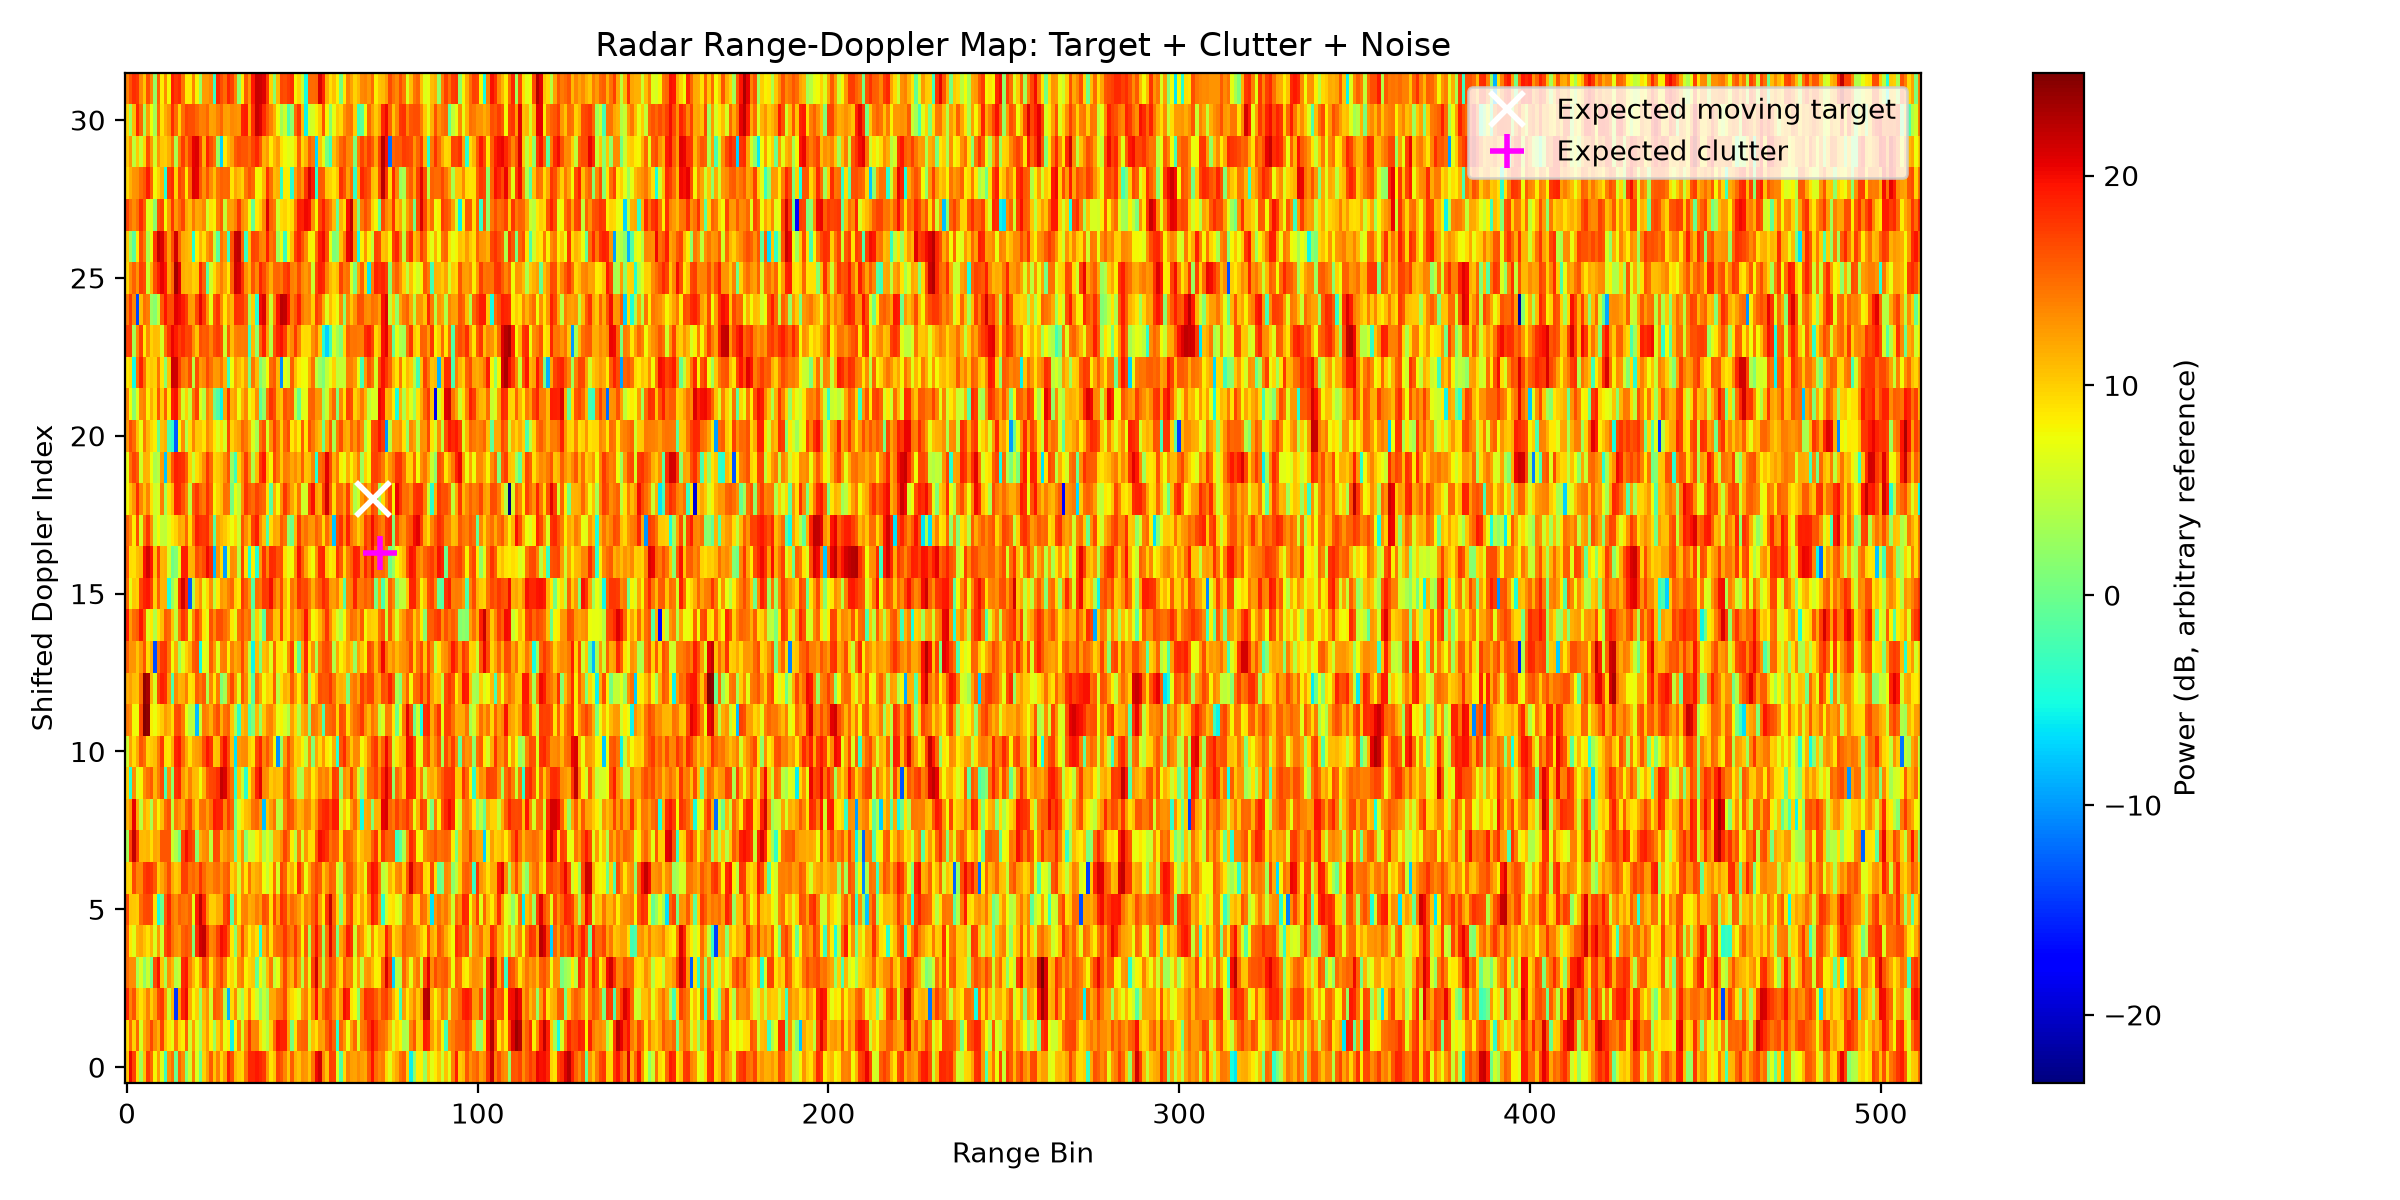 Radar Range-Doppler Map: Target + Clutter + Noise
Expected moving target
Expected clutter
Shifted Doppler Index
30
25
20
15
10
5
0
0 100 200 300 400 500
Range Bin
20
10
0
−10
−20
Power (dB, arbitrary reference)